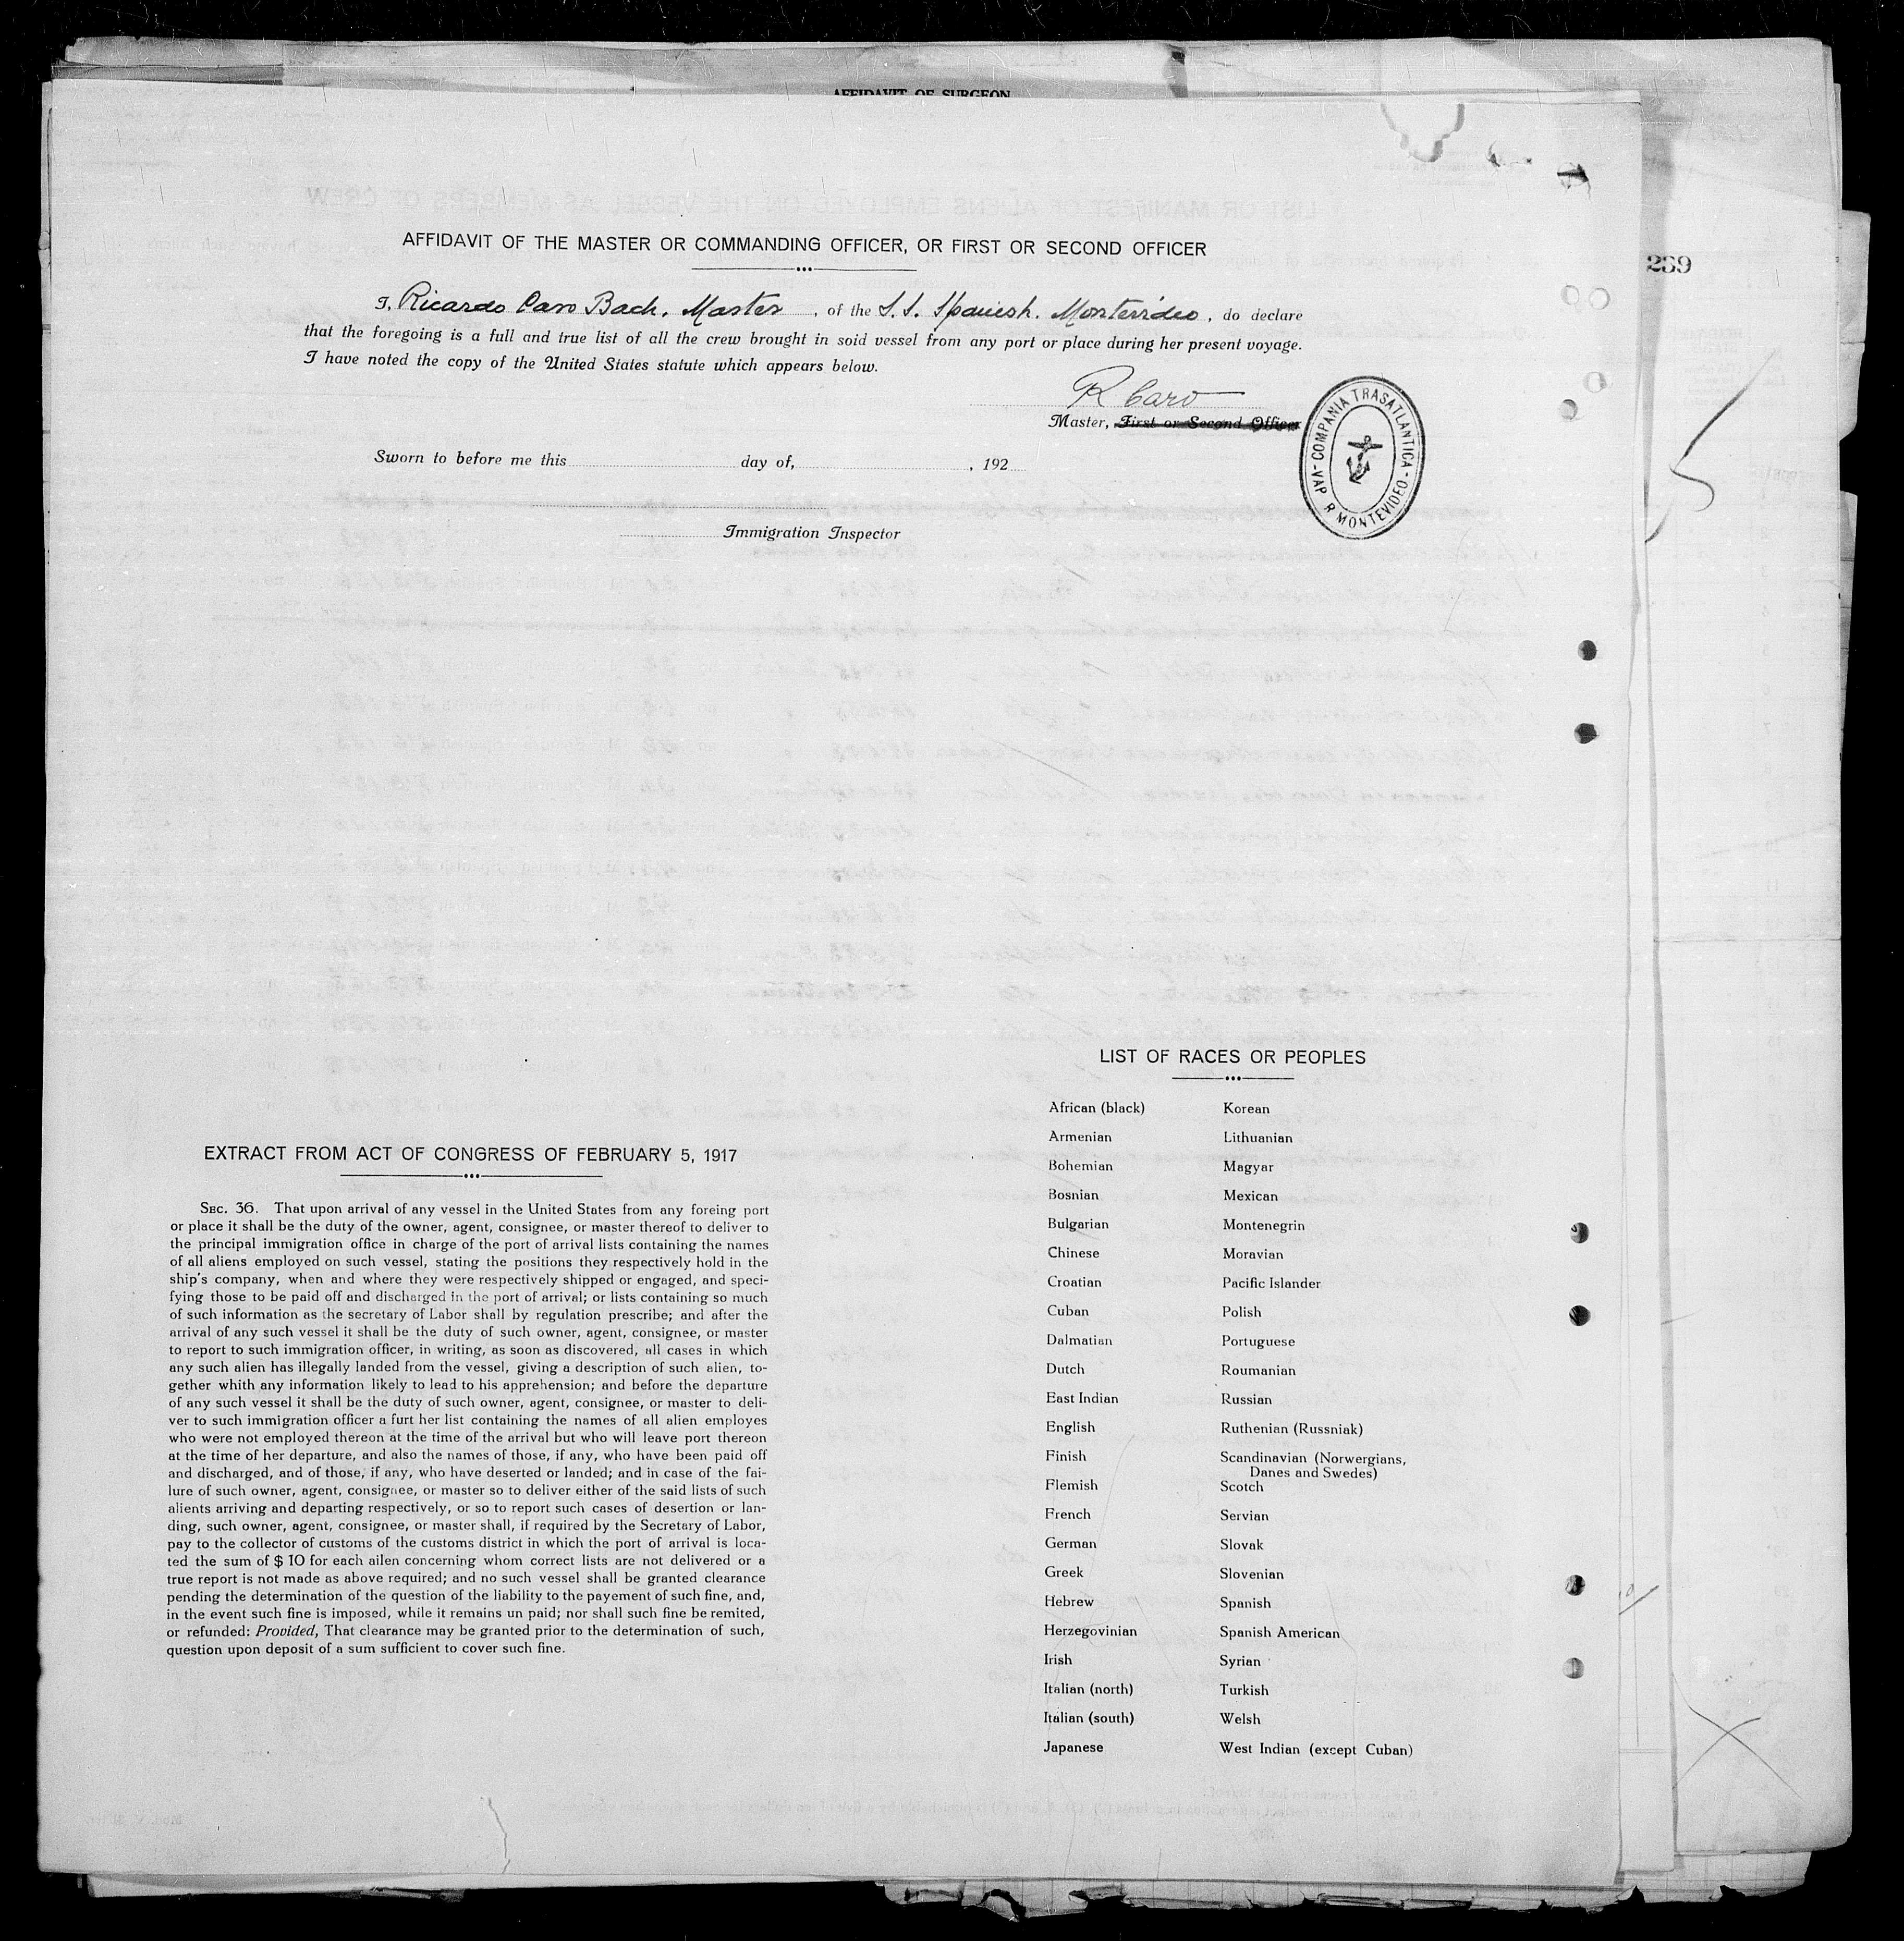 AFFIDAVIT OF SURGEON
239
AFFIDAVIT OF THE MASTER OR COMMANDING OFFICER, OR FIRST OR SECOND OFFICER
I, Ricardo Caro Bach, Master, of the S. S. Spanish. Montevideo, do declare
that the foregoing is a full and true list of all the crew brought in soid vessel from any port or place during her present voyage.
I have noted the copy of the United States statute which appears below.
R Caro
Master, First or Second Officer
COMPAÑIA TRASATLANTICA - VAPR MONTEVIDEO -
Sworn to before me this day of, , 192
Immigration Inspector
5
LIST OF RACES OR PEOPLES
African (black) Korean
Armenian Lithuanian
Bohemian Magyar
Bosnian Mexican
Bulgarian Montenegrin
Chinese Moravian
Croatian Pacific Islander
Cuban Polish
Dalmatian Portuguese
Dutch Roumanian
East Indian Russian
English Ruthenian (Russniak)
Finish Scandinavian (Norwergians,
Danes and Swedes)
Flemish Scotch
French Servian
German Slovak
Greek Slovenian
Hebrew Spanish
Herzegovinian Spanish American
Irish Syrian
Italian (north) Turkish
Italian (south) Welsh
Japanese West Indian (except Cuban)
EXTRACT FROM ACT OF CONGRESS OF FEBRUARY 5, 1917
SEC. 36. That upon arrival of any vessel in the United States from any foreing port
or place it shall be the duty of the owner, agent, consignee, or master thereof to deliver to
the principal immigration office in charge of the port of arrival lists containing the names
of all aliens employed on such vessel, stating the positions they respectively hold in the
ship's company, when and where they were respectively shipped or engaged, and speci-
fying those to be paid off and discharged in the port of arrival; or lists containing so much
of such information as the secretary of Labor shall by regulation prescribe; and after the
arrival of any such vessel it shall be the duty of such owner, agent, consignee, or master
to report to such immigration officer, in writing, as soon as discovered, all cases in which
any such alien has illegally landed from the vessel, giving a description of such alien, to-
gether whith any information likely to lead to his apprehension; and before the departure
of any such vessel it shall be the duty of such owner, agent, consignee, or master to deli-
ver to such immigration officer a furt her list containing the names of all alien employes
who were not employed thereon at the time of the arrival but who will leave port thereon
at the time of her departure, and also the names of those, if any, who have been paid off
and discharged, and of those, if any, who have deserted or landed; and in case of the fai-
lure of such owner, agent, consignee, or master so to deliver either of the said lists of such
alients arriving and departing respectively, or so to report such cases of desertion or lan-
ding, such owner, agent, consignee, or master shall, if required by the Secretary of Labor,
pay to the collector of customs of the customs district in which the port of arrival is loca-
ted the sum of $ 10 for each ailen concerning whom correct lists are not delivered or a
true report is not made as above required; and no such vessel shall be granted clearance
pending the determination of the question of the liability to the payement of such fine, and,
in the event such fine is imposed, while it remains un paid; nor shall such fine be remited,
or refunded: Provided, That clearance may be granted prior to the determination of such,
question upon deposit of a sum sufficient to cover such fine.